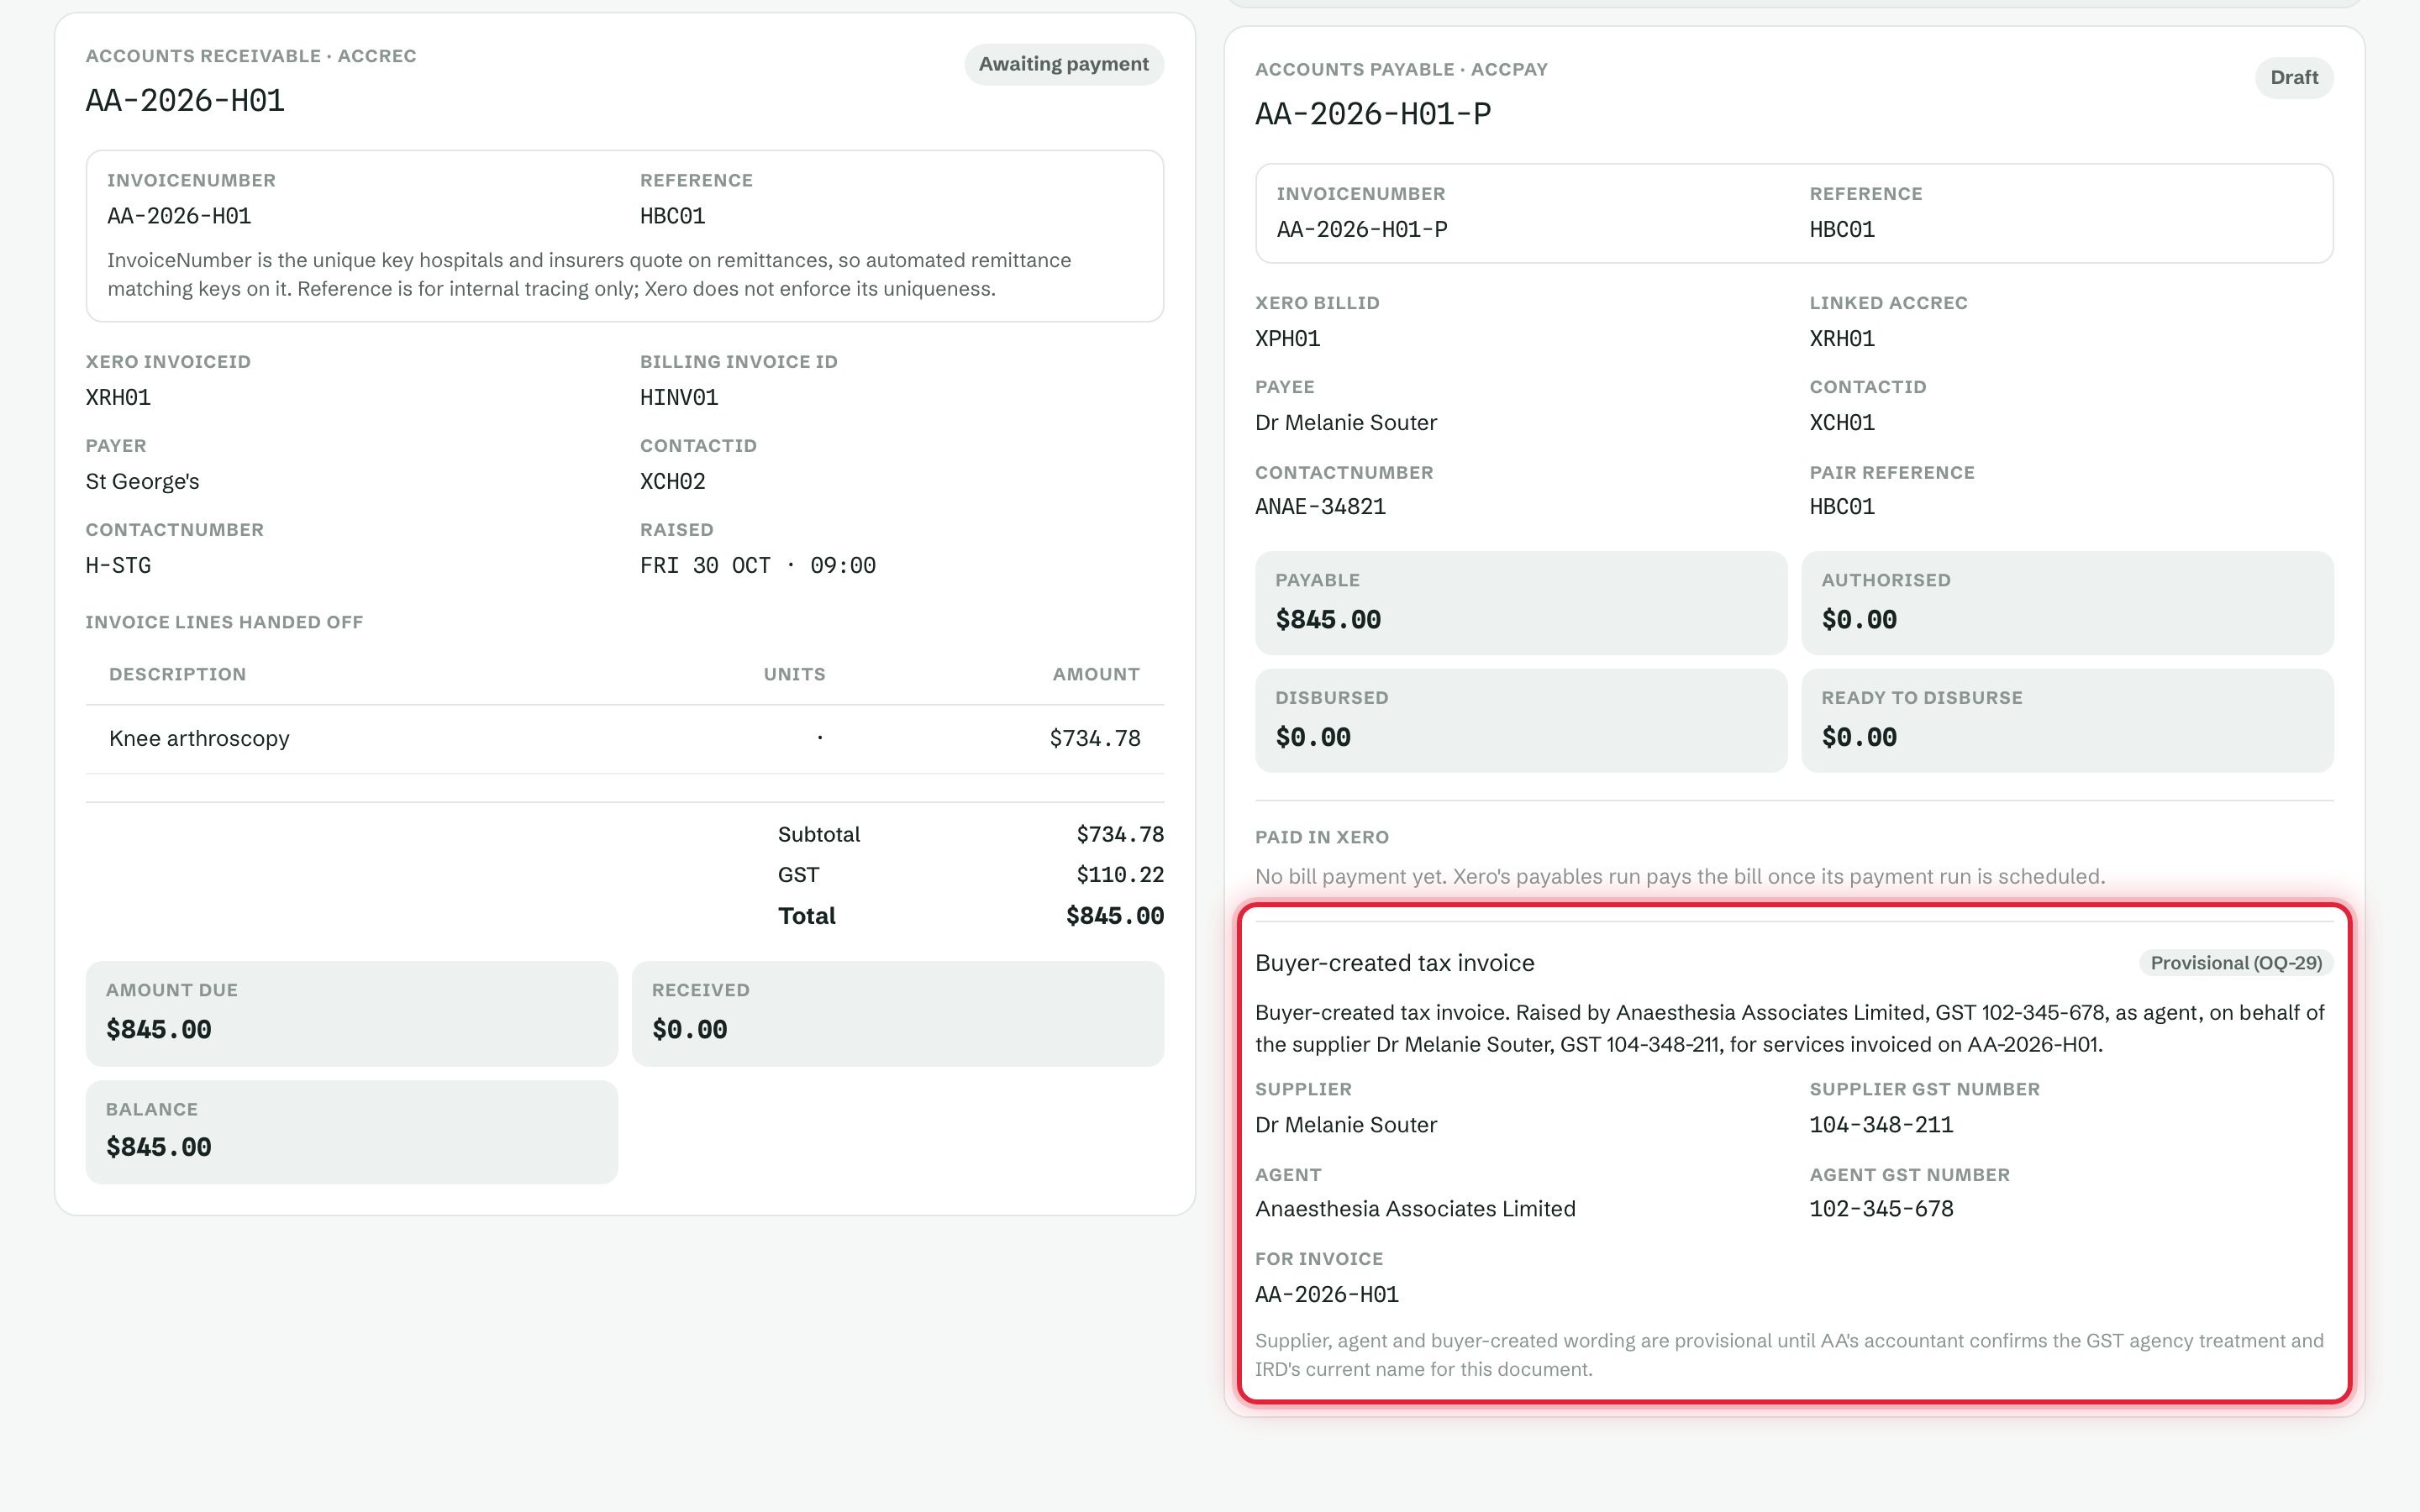 ACCOUNTS RECEIVABLE · ACCREC
Awaiting payment
AA-2026-H01
INVOICENUMBER
REFERENCE
AA-2026-H01
HBC01
InvoiceNumber is the unique key hospitals and insurers quote on remittances, so automated remittance
matching keys on it. Reference is for internal tracing only; Xero does not enforce its uniqueness.
XERO INVOICEID
BILLING INVOICE ID
XRH01
HINV01
PAYER
CONTACTID
St George's
XCH02
CONTACTNUMBER
RAISED
H-STG
FRI 30 OCT · 09:00
INVOICE LINES HANDED OFF
DESCRIPTION
UNITS
AMOUNT
Knee arthroscopy
·
$734.78
Subtotal
$734.78
GST
$110.22
Total
$845.00
AMOUNT DUE
RECEIVED
$845.00
$0.00
BALANCE
$845.00
ACCOUNTS PAYABLE · ACCPAY
Draft
AA-2026-H01-P
INVOICENUMBER
REFERENCE
AA-2026-H01-P
HBC01
XERO BILLID
LINKED ACCREC
XPH01
XRH01
PAYEE
CONTACTID
Dr Melanie Souter
XCH01
CONTACTNUMBER
PAIR REFERENCE
ANAE-34821
HBC01
PAYABLE
AUTHORISED
$845.00
$0.00
DISBURSED
READY TO DISBURSE
$0.00
$0.00
PAID IN XERO
No bill payment yet. Xero's payables run pays the bill once its payment run is scheduled.
Buyer-created tax invoice
Provisional (OQ-29)
Buyer-created tax invoice. Raised by Anaesthesia Associates Limited, GST 102-345-678, as agent, on behalf of
the supplier Dr Melanie Souter, GST 104-348-211, for services invoiced on AA-2026-H01.
SUPPLIER
SUPPLIER GST NUMBER
Dr Melanie Souter
104-348-211
AGENT
AGENT GST NUMBER
Anaesthesia Associates Limited
102-345-678
FOR INVOICE
AA-2026-H01
Supplier, agent and buyer-created wording are provisional until AA's accountant confirms the GST agency treatment and
IRD's current name for this document.